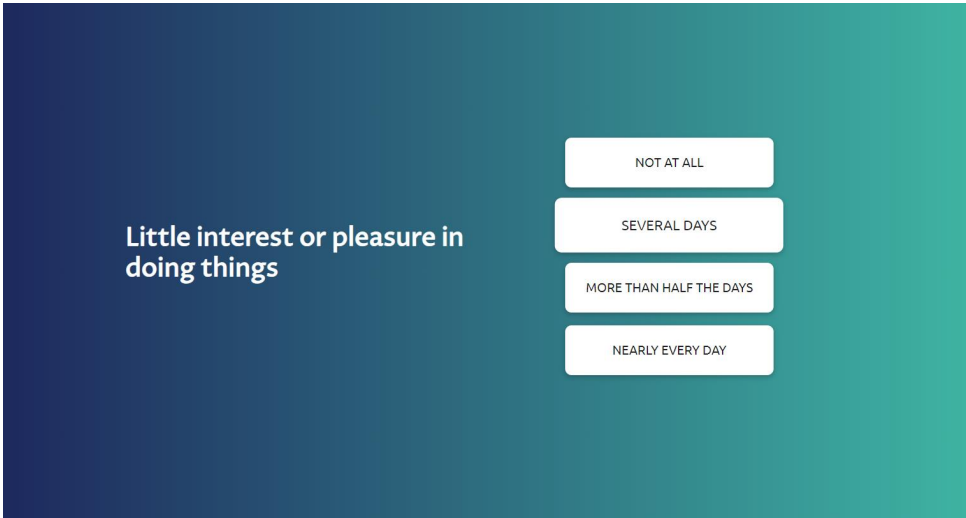 Little interest or pleasure in
doing things
NOT AT ALL
SEVERAL DAYS
MORE THAN HALF THE DAYS
NEARLY EVERY DAY